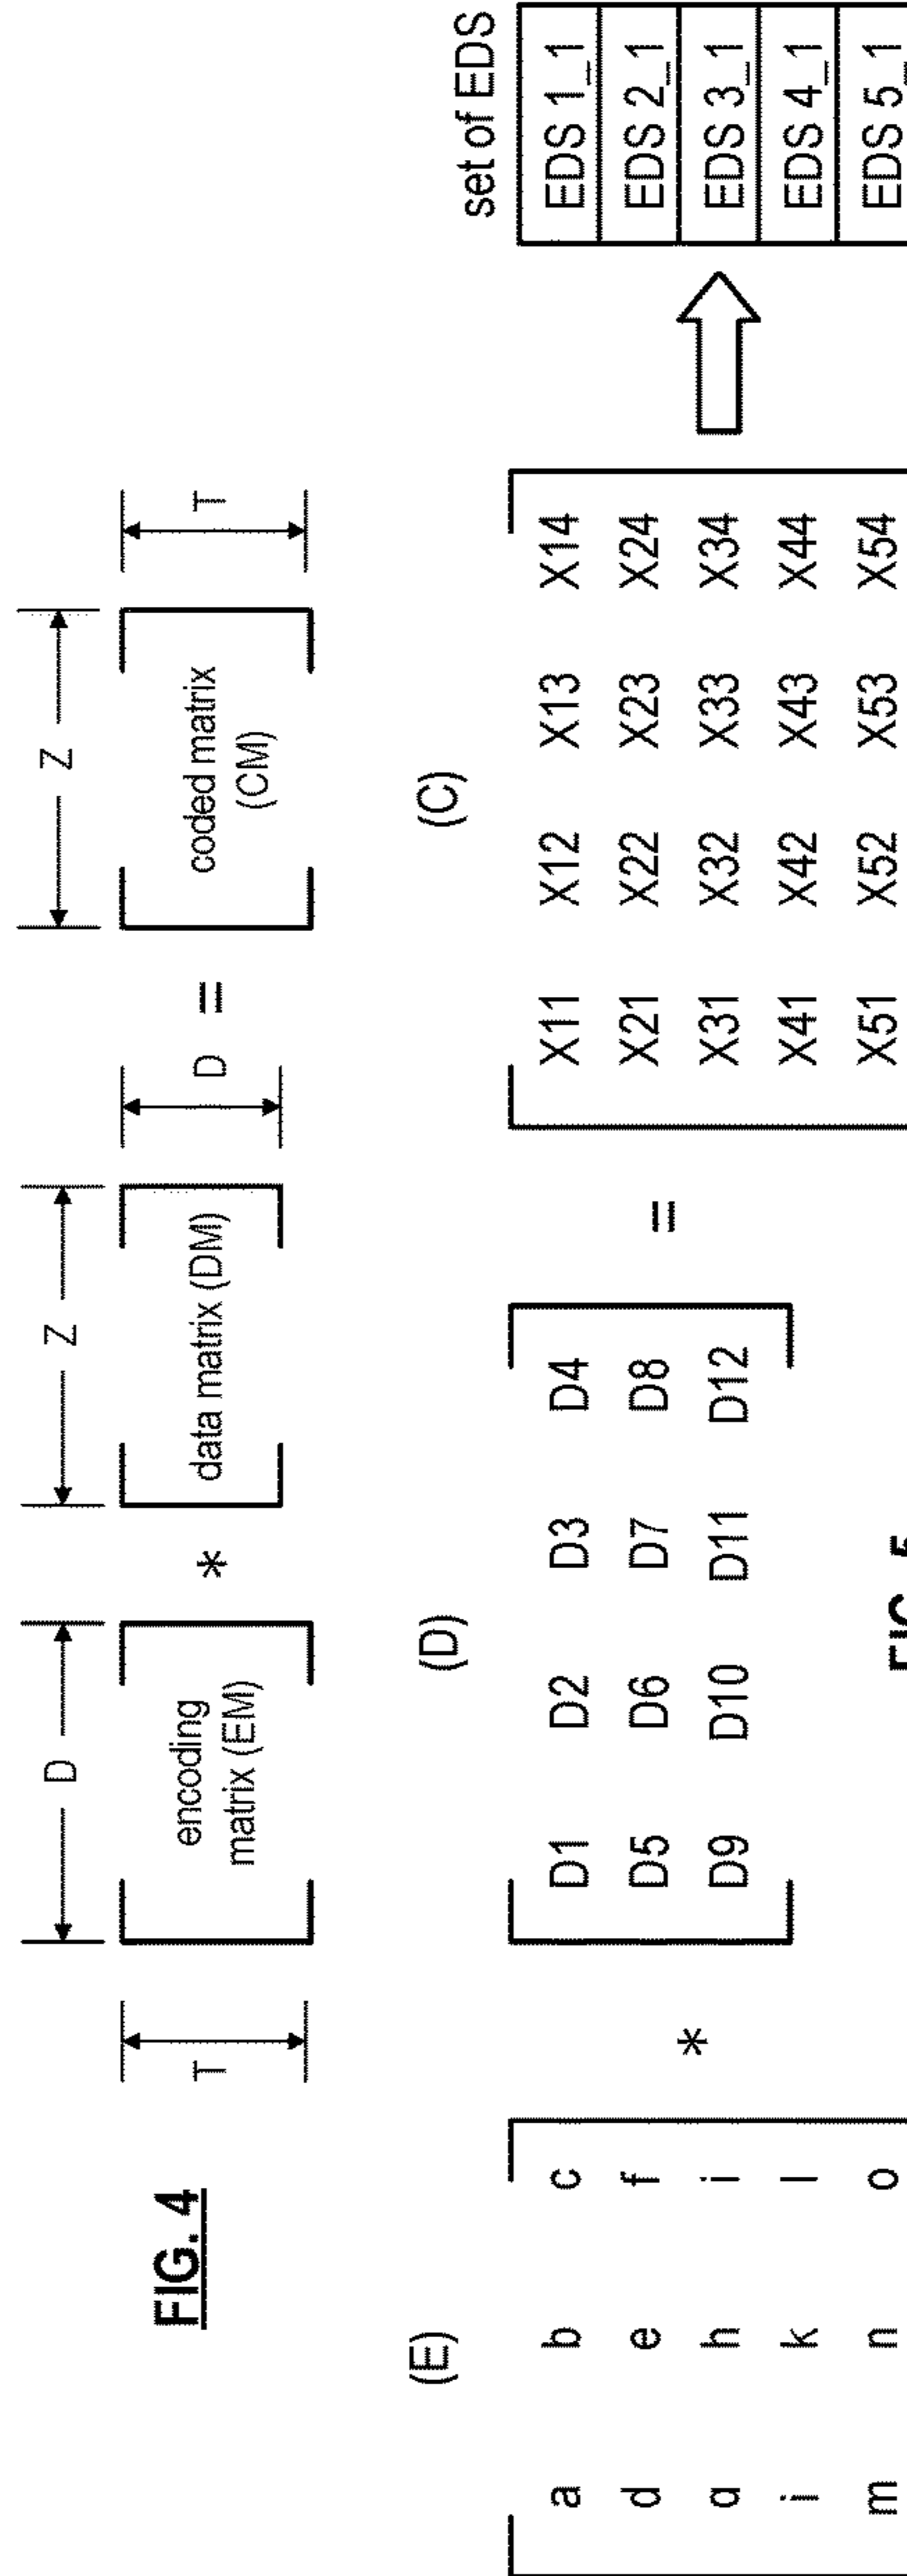 FIG. 4
D
Z
Z
T
encoding
matrix (EM)
*
data matrix (DM)
D
=
coded matrix
(CM)
T
(E)
(D)
(C)
set of EDS
a b c
d e f
g h i
j k l
m n o
*
D1 D2 D3 D4
D5 D6 D7 D8
D9 D10 D11 D12
=
X11 X12 X13 X14
X21 X22 X23 X24
X31 X32 X33 X34
X41 X42 X43 X44
X51 X52 X53 X54
EDS 1_1
EDS 2_1
EDS 3_1
EDS 4_1
EDS 5_1
FIG. 5